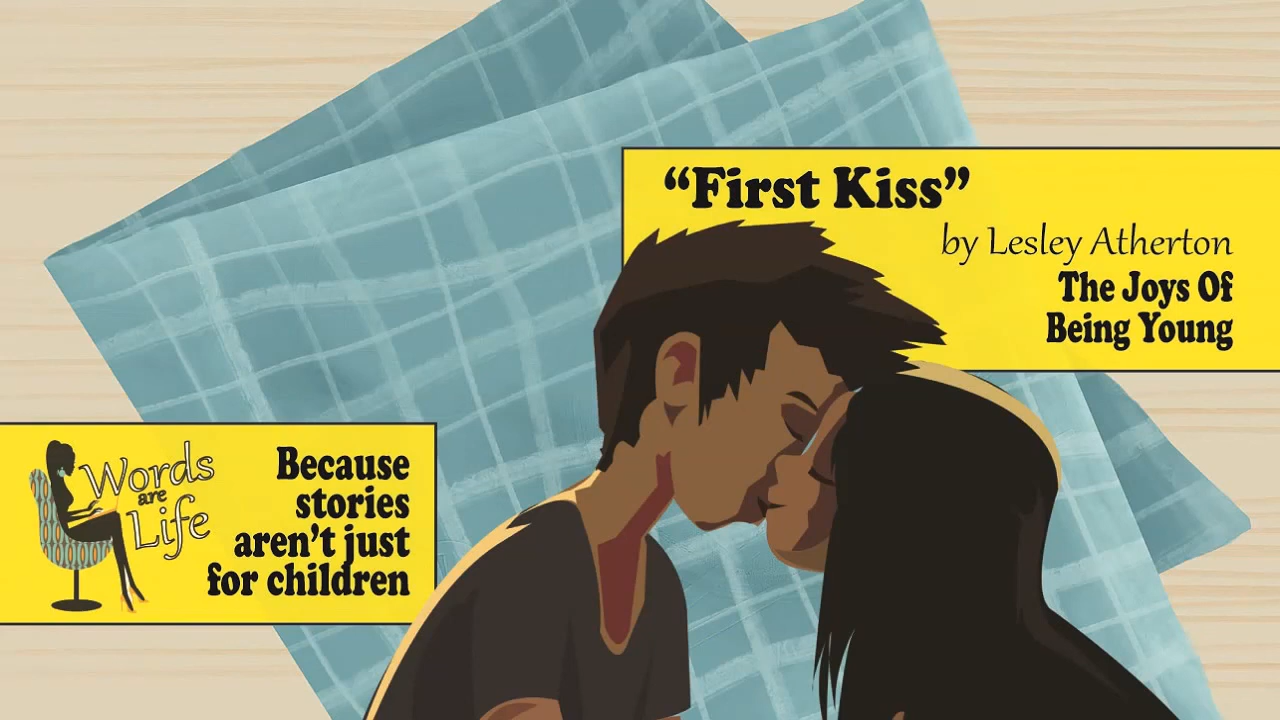 “First Kiss”
by Lesley Atherton
The Joys Of
Being Young
Words
are
Life
Because
stories
aren’t just
for children